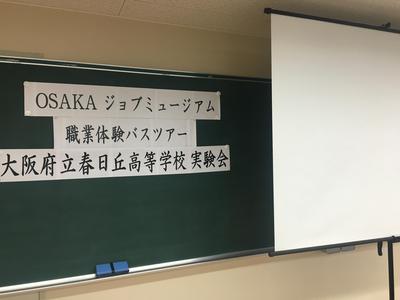 OSAKA ジョブミュージアム
職業体験バスツアー
大阪府立春日丘高等学校 実験会